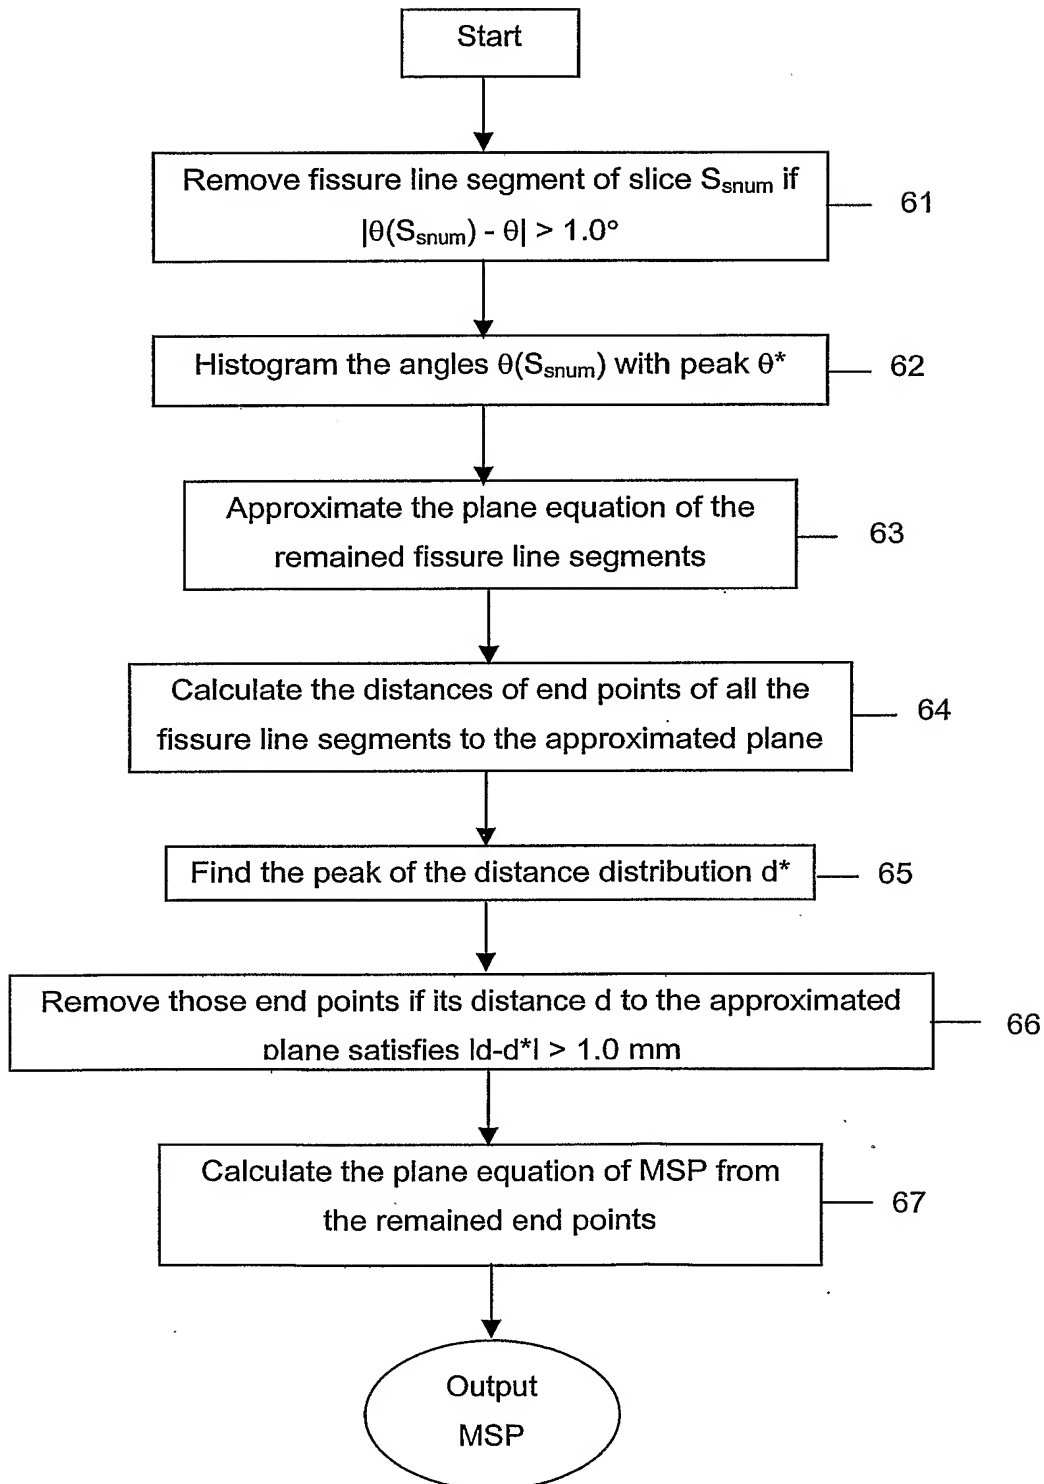 Start
Remove fissure line segment of slice Ssnum if
|θ(Ssnum) - θ| > 1.0°
61
Histogram the angles θ(Ssnum) with peak θ*
62
Approximate the plane equation of the
remained fissure line segments
63
Calculate the distances of end points of all the
fissure line segments to the approximated plane
64
Find the peak of the distance distribution d*
65
Remove those end points if its distance d to the approximated
plane satisfies |d-d*| > 1.0 mm
66
Calculate the plane equation of MSP from
the remained end points
67
Output
MSP